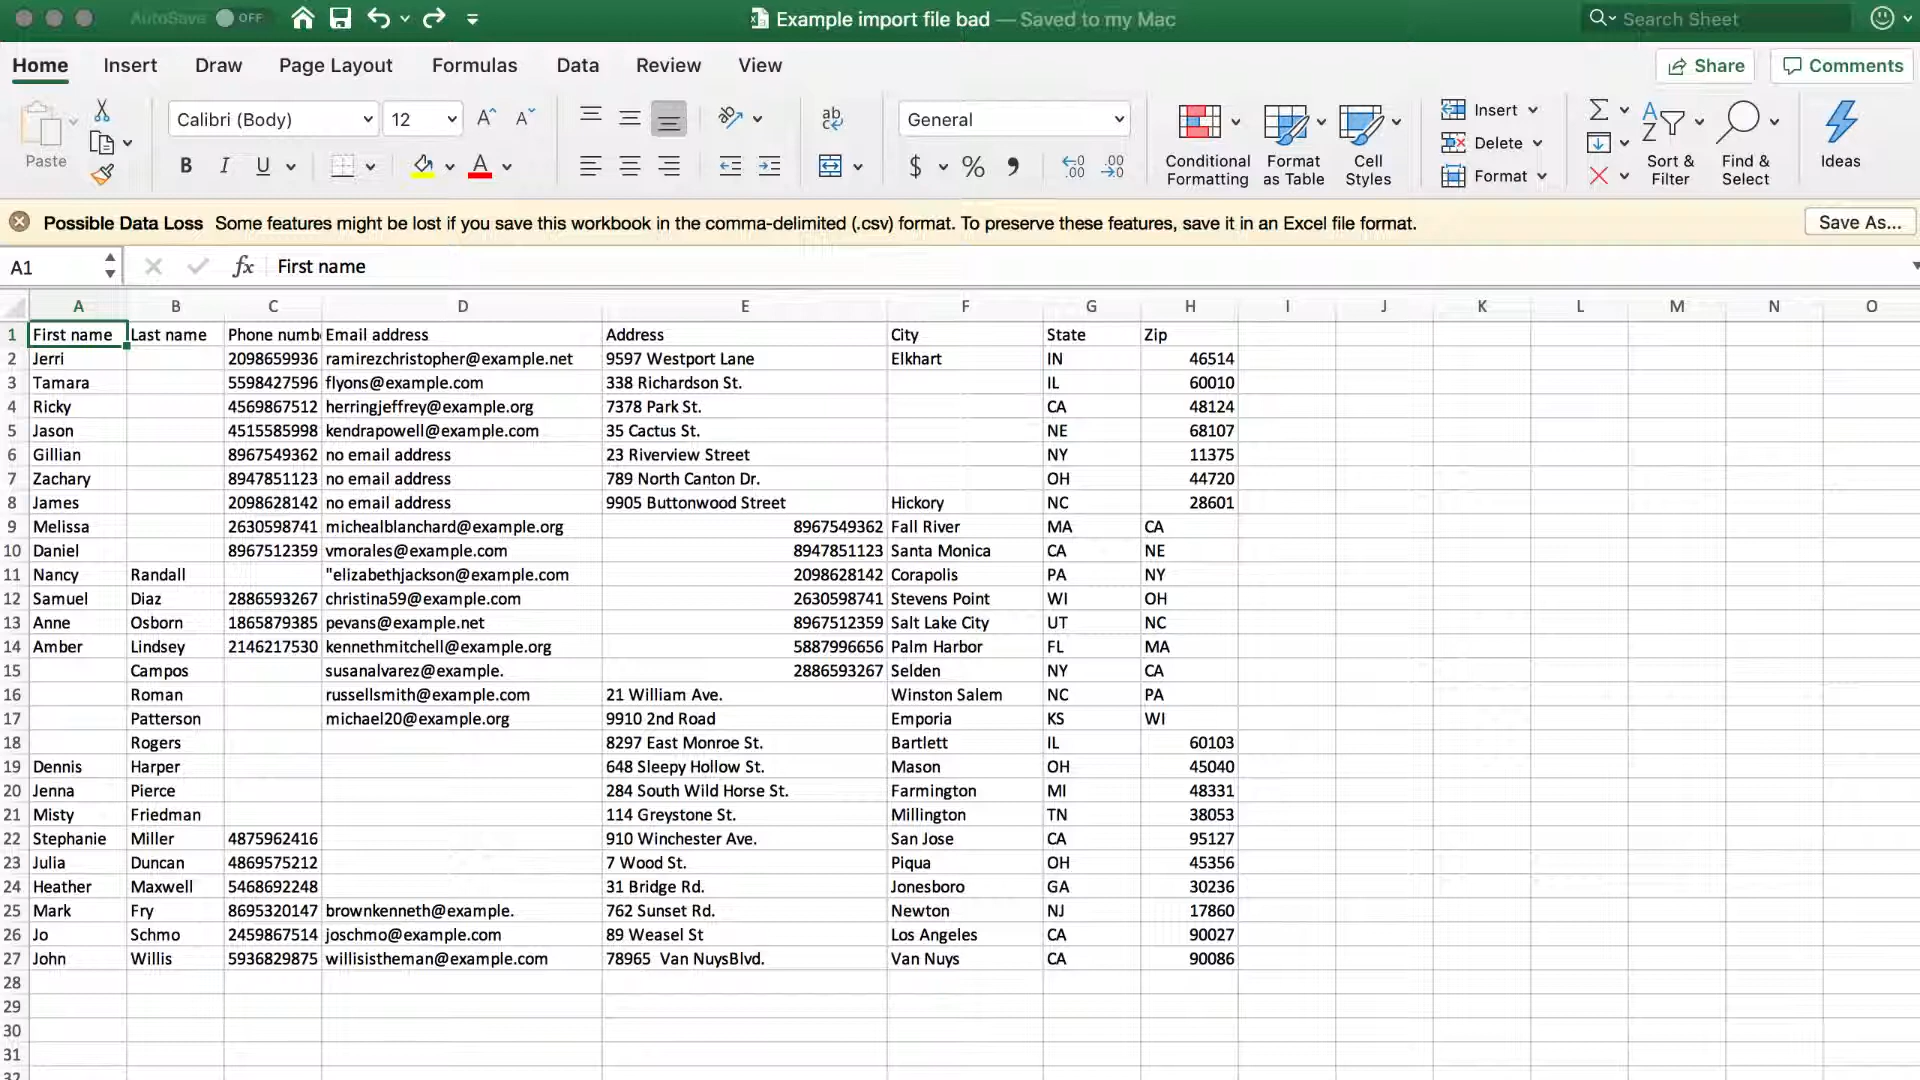 AutoSave OFF Example import file bad — Saved to my Mac Search Sheet
Home Insert Draw Page Layout Formulas Data Review View Share Comments
Paste Calibri (Body) 12 General Conditional Formatting Format as Table Cell Styles Insert Delete Format Sort & Filter Find & Select Ideas
Possible Data Loss Some features might be lost if you save this workbook in the comma-delimited (.csv) format. To preserve these features, save it in an Excel file format. Save As...
A1 fx First name
A B C D E F G H I J K L M N O
1 First name Last name Phone numb Email address Address City State Zip
2 Jerri 2098659936 ramirezchristopher@example.net 9597 Westport Lane Elkhart IN 46514
3 Tamara 5598427596 flyons@example.com 338 Richardson St. IL 60010
4 Ricky 4569867512 herringjeffrey@example.org 7378 Park St. CA 48124
5 Jason 4515585998 kendrapowell@example.com 35 Cactus St. NE 68107
6 Gillian 8967549362 no email address 23 Riverview Street NY 11375
7 Zachary 8947851123 no email address 789 North Canton Dr. OH 44720
8 James 2098628142 no email address 9905 Buttonwood Street Hickory NC 28601
9 Melissa 2630598741 michealblanchard@example.org 8967549362 Fall River MA CA
10 Daniel 8967512359 vmorales@example.com 8947851123 Santa Monica CA NE
11 Nancy Randall "elizabethjackson@example.com 2098628142 Corapolis PA NY
12 Samuel Diaz 2886593267 christina59@example.com 2630598741 Stevens Point WI OH
13 Anne Osborn 1865879385 pevans@example.net 8967512359 Salt Lake City UT NC
14 Amber Lindsey 2146217530 kennethmitchell@example.org 5887996656 Palm Harbor FL MA
15 Campos susanalvarez@example. 2886593267 Selden NY CA
16 Roman russellsmith@example.com 21 William Ave. Winston Salem NC PA
17 Patterson michael20@example.org 9910 2nd Road Emporia KS WI
18 Rogers 8297 East Monroe St. Bartlett IL 60103
19 Dennis Harper 648 Sleepy Hollow St. Mason OH 45040
20 Jenna Pierce 284 South Wild Horse St. Farmington MI 48331
21 Misty Friedman 114 Greystone St. Millington TN 38053
22 Stephanie Miller 4875962416 910 Winchester Ave. San Jose CA 95127
23 Julia Duncan 4869575212 7 Wood St. Piqua OH 45356
24 Heather Maxwell 5468692248 31 Bridge Rd. Jonesboro GA 30236
25 Mark Fry 8695320147 brownkenneth@example. 762 Sunset Rd. Newton NJ 17860
26 Jo Schmo 2459867514 joschmo@example.com 89 Weasel St Los Angeles CA 90027
27 John Willis 5936829875 willisistheman@example.com 78965  Van NuysBlvd. Van Nuys CA 90086
28
29
30
31
32